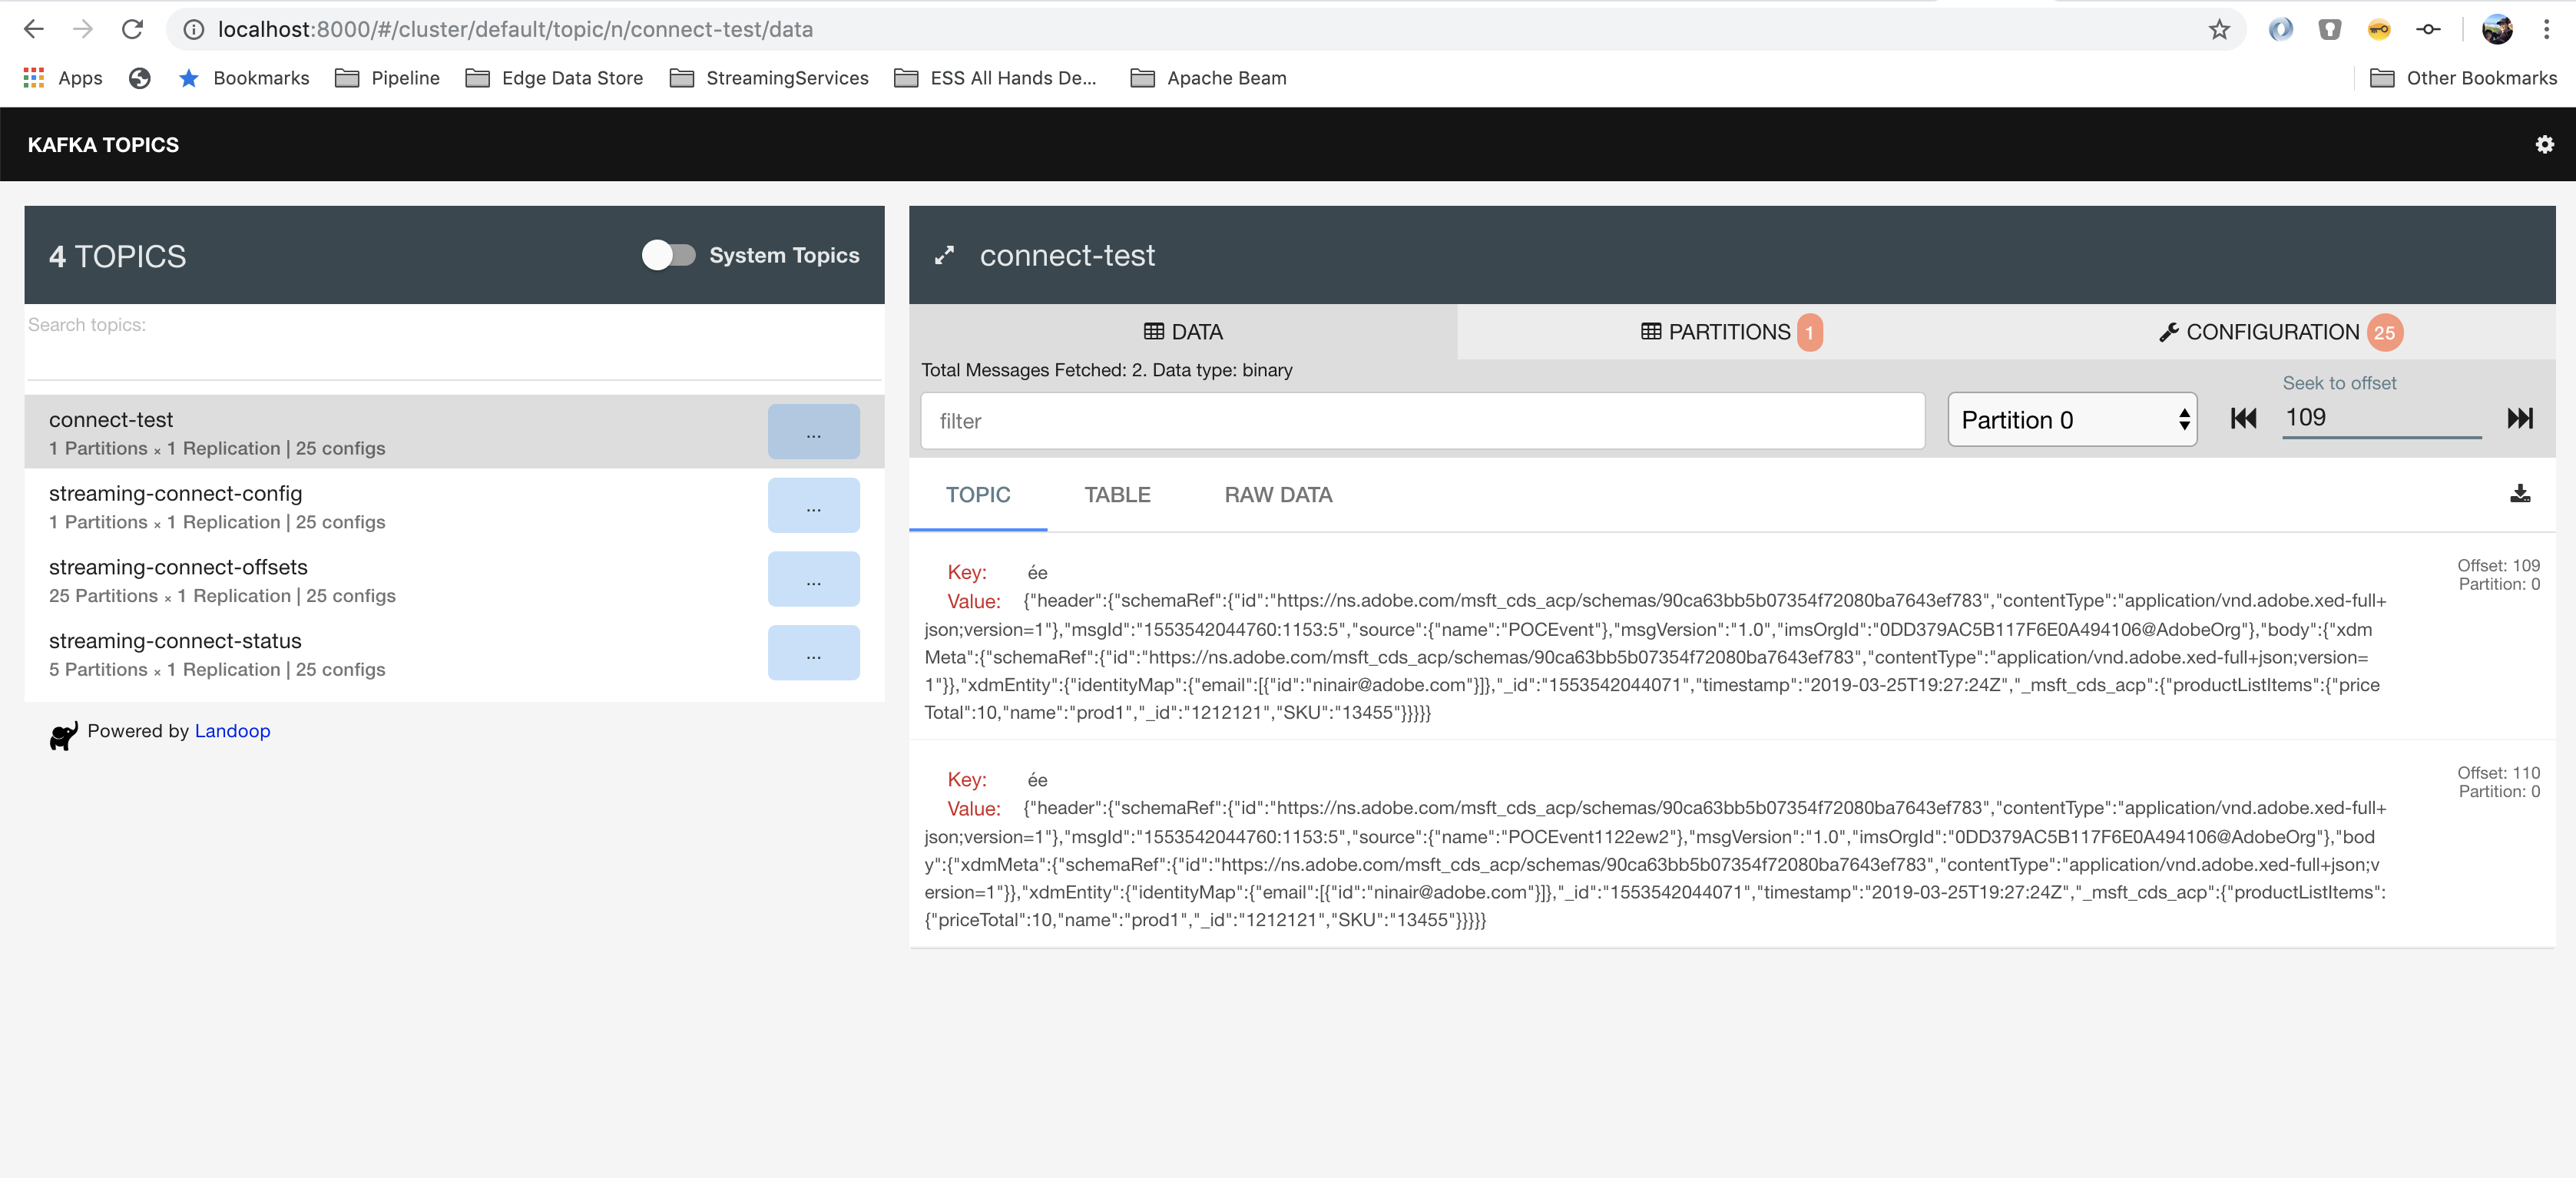 localhost:8000/#/cluster/default/topic/n/connect-test/data
Apps Bookmarks Pipeline Edge Data Store StreamingServices ESS All Hands De... Apache Beam Other Bookmarks
KAFKA TOPICS
4 TOPICS System Topics
Search topics:
connect-test
1 Partitions × 1 Replication | 25 configs
...
streaming-connect-config
1 Partitions × 1 Replication | 25 configs
...
streaming-connect-offsets
25 Partitions × 1 Replication | 25 configs
...
streaming-connect-status
5 Partitions × 1 Replication | 25 configs
...
Powered by Landoop
connect-test
DATA PARTITIONS 1 CONFIGURATION 25
Total Messages Fetched: 2. Data type: binary
filter
Partition 0
Seek to offset
109
TOPIC TABLE RAW DATA
Key: ée
Value: {"header":{"schemaRef":{"id":"https://ns.adobe.com/msft_cds_acp/schemas/90ca63bb5b07354f72080ba7643ef783","contentType":"application/vnd.adobe.xed-full+
json;version=1"},"msgId":"1553542044760:1153:5","source":{"name":"POCEvent"},"msgVersion":"1.0","imsOrgId":"0DD379AC5B117F6E0A494106@AdobeOrg"},"body":{"xdm
Meta":{"schemaRef":{"id":"https://ns.adobe.com/msft_cds_acp/schemas/90ca63bb5b07354f72080ba7643ef783","contentType":"application/vnd.adobe.xed-full+json;version=
1"}},"xdmEntity":{"identityMap":{"email":[{"id":"ninair@adobe.com"}]},"_id":"1553542044071","timestamp":"2019-03-25T19:27:24Z","_msft_cds_acp":{"productListItems":{"price
Total":10,"name":"prod1","_id":"1212121","SKU":"13455"}}}}}
Offset: 109
Partition: 0
Key: ée
Value: {"header":{"schemaRef":{"id":"https://ns.adobe.com/msft_cds_acp/schemas/90ca63bb5b07354f72080ba7643ef783","contentType":"application/vnd.adobe.xed-full+
json;version=1"},"msgId":"1553542044760:1153:5","source":{"name":"POCEvent1122ew2"},"msgVersion":"1.0","imsOrgId":"0DD379AC5B117F6E0A494106@AdobeOrg"},"bod
y":{"xdmMeta":{"schemaRef":{"id":"https://ns.adobe.com/msft_cds_acp/schemas/90ca63bb5b07354f72080ba7643ef783","contentType":"application/vnd.adobe.xed-full+json;v
ersion=1"}},"xdmEntity":{"identityMap":{"email":[{"id":"ninair@adobe.com"}]},"_id":"1553542044071","timestamp":"2019-03-25T19:27:24Z","_msft_cds_acp":{"productListItems":
{"priceTotal":10,"name":"prod1","_id":"1212121","SKU":"13455"}}}}}
Offset: 110
Partition: 0